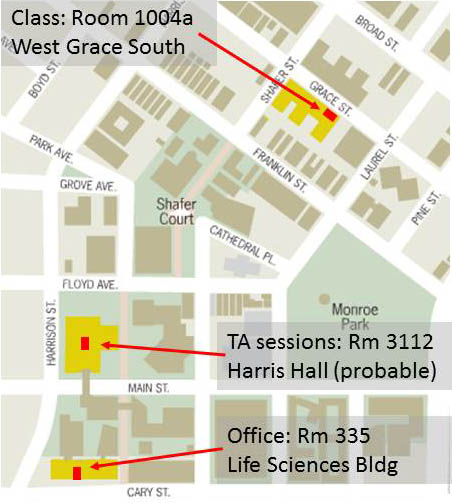 Class: Room 1004a
West Grace South
BROAD ST.
LAUREL ST.
BOYD ST.
SHAFER ST.
GRACE ST.
PARK AVE.
FRANKLIN ST.
LAUREL ST.
GROVE AVE.
Shafer
Court
PINE ST.
CATHEDRAL PL.
FLOYD AVE.
HARRISON ST.
Monroe
Park
TA sessions: Rm 3112
Harris Hall (probable)
MAIN ST.
Office: Rm 335
Life Sciences Bldg
CARY ST.